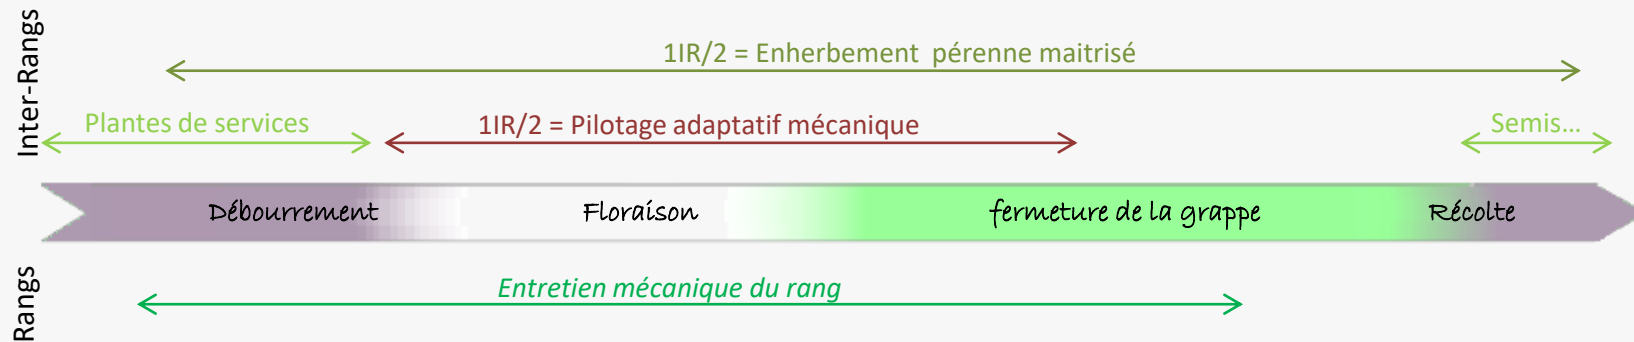 Inter-Rangs
1IR/2 = Enherbement pérenne maitrisé
Plantes de services
1IR/2 = Pilotage adaptatif mécanique
Semis...
Débourrement
Floraison
fermeture de la grappe
Récolte
Rangs
Entretien mécanique du rang